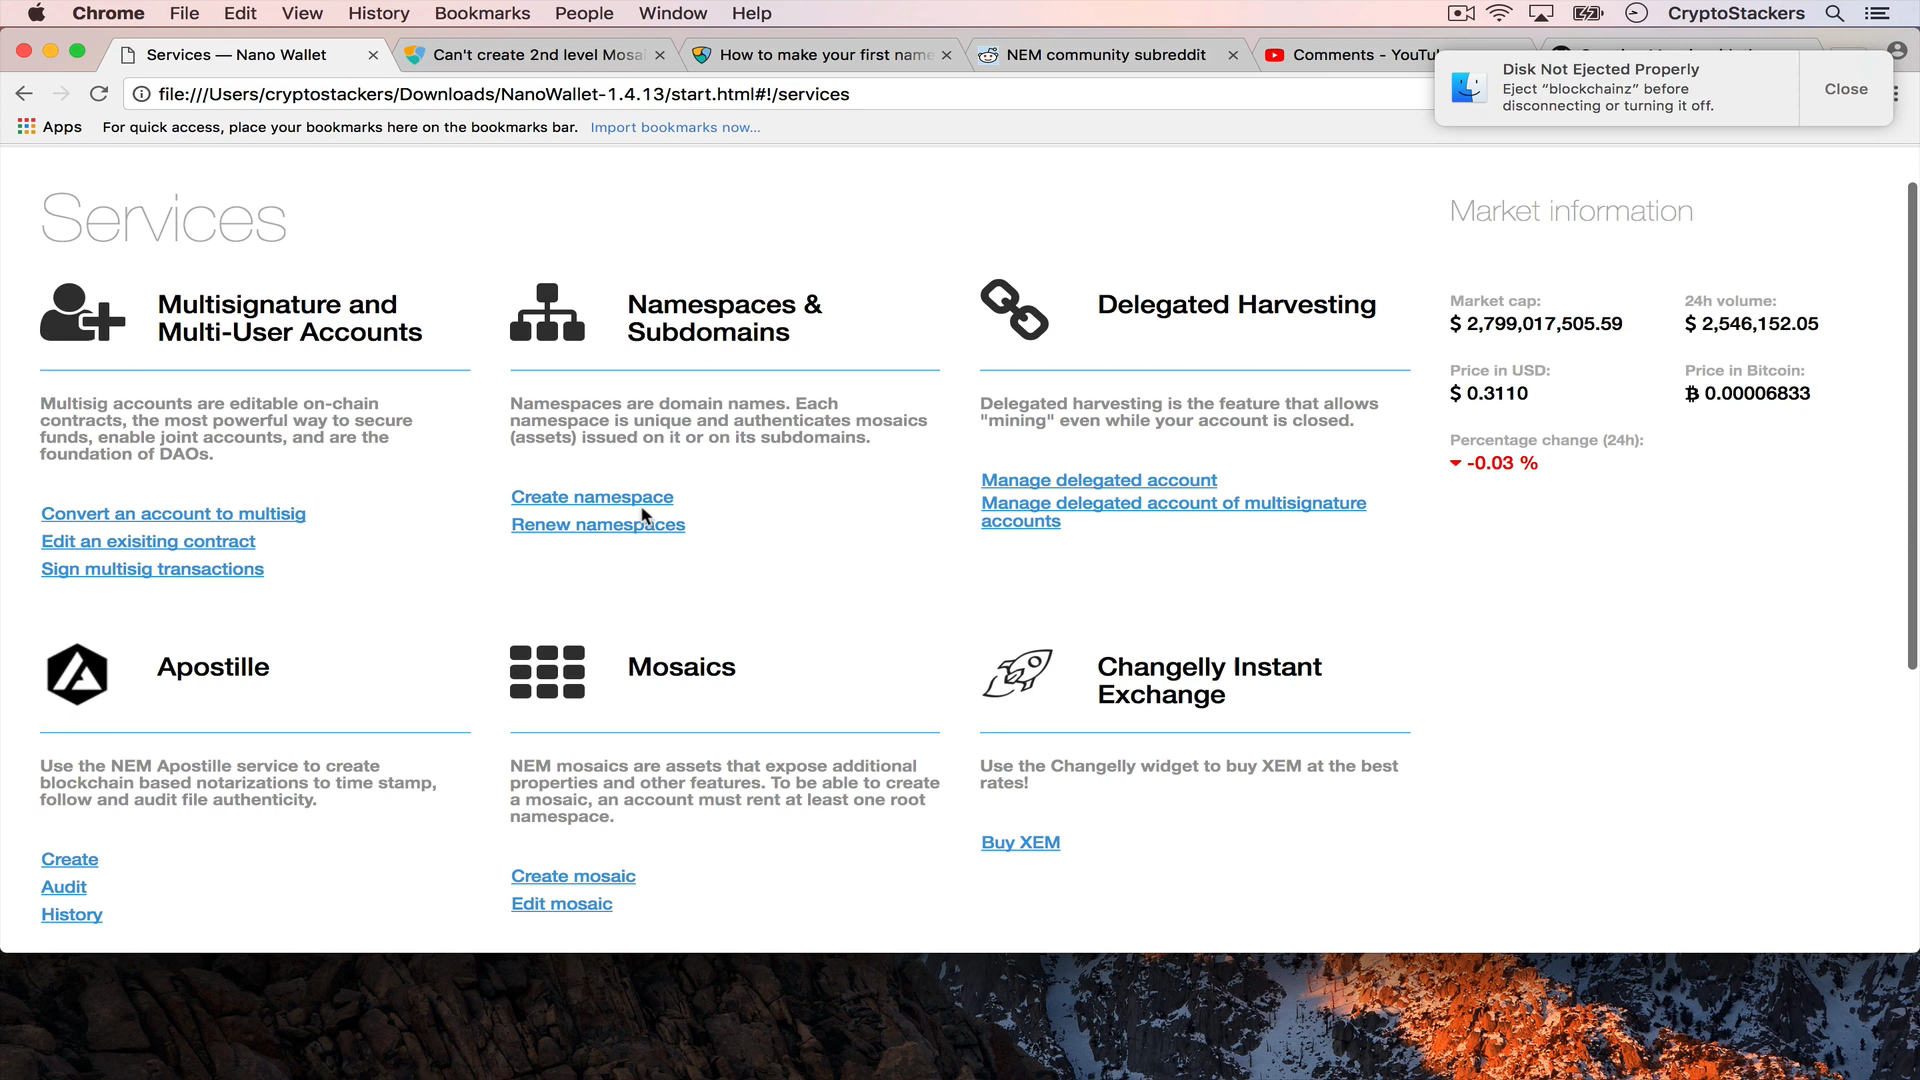 Chrome File Edit View History Bookmarks People Window Help CryptoStackers
Services — Nano Wallet
Can't create 2nd level Mosa
How to make your first name
NEM community subreddit
Comments - YouTu
file:///Users/cryptostackers/Downloads/NanoWallet-1.4.13/start.html#!/services
Disk Not Ejected Properly
Eject “blockchainz” before
disconnecting or turning it off.
Close
Apps For quick access, place your bookmarks here on the bookmarks bar. Import bookmarks now...
Services
Multisignature and
Multi-User Accounts
Multisig accounts are editable on-chain
contracts, the most powerful way to secure
funds, enable joint accounts, and are the
foundation of DAOs.
Convert an account to multisig
Edit an exisiting contract
Sign multisig transactions
Namespaces &
Subdomains
Namespaces are domain names. Each
namespace is unique and authenticates mosaics
(assets) issued on it or on its subdomains.
Create namespace
Renew namespaces
Delegated Harvesting
Delegated harvesting is the feature that allows
"mining" even while your account is closed.
Manage delegated account
Manage delegated account of multisignature
accounts
Market information
Market cap:
$ 2,799,017,505.59
24h volume:
$ 2,546,152.05
Price in USD:
$ 0.3110
Price in Bitcoin:
₿ 0.00006833
Percentage change (24h):
-0.03 %
Apostille
Use the NEM Apostille service to create
blockchain based notarizations to time stamp,
follow and audit file authenticity.
Create
Audit
History
Mosaics
NEM mosaics are assets that expose additional
properties and other features. To be able to create
a mosaic, an account must rent at least one root
namespace.
Create mosaic
Edit mosaic
Changelly Instant
Exchange
Use the Changelly widget to buy XEM at the best
rates!
Buy XEM